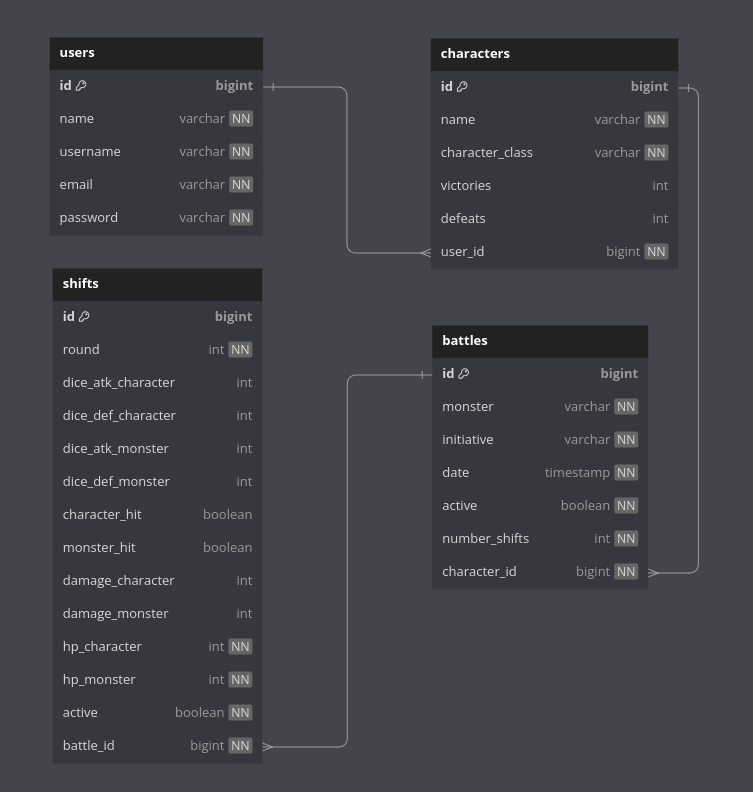 users
id bigint
name varchar NN
username varchar NN
email varchar NN
password varchar NN
characters
id bigint
name varchar NN
character_class varchar NN
victories int
defeats int
user_id bigint NN
shifts
id bigint
round int NN
dice_atk_character int
dice_def_character int
dice_atk_monster int
dice_def_monster int
character_hit boolean
monster_hit boolean
damage_character int
damage_monster int
hp_character int NN
hp_monster int NN
active boolean NN
battle_id bigint NN
battles
id bigint
monster varchar NN
initiative varchar NN
date timestamp NN
active boolean NN
number_shifts int NN
character_id bigint NN